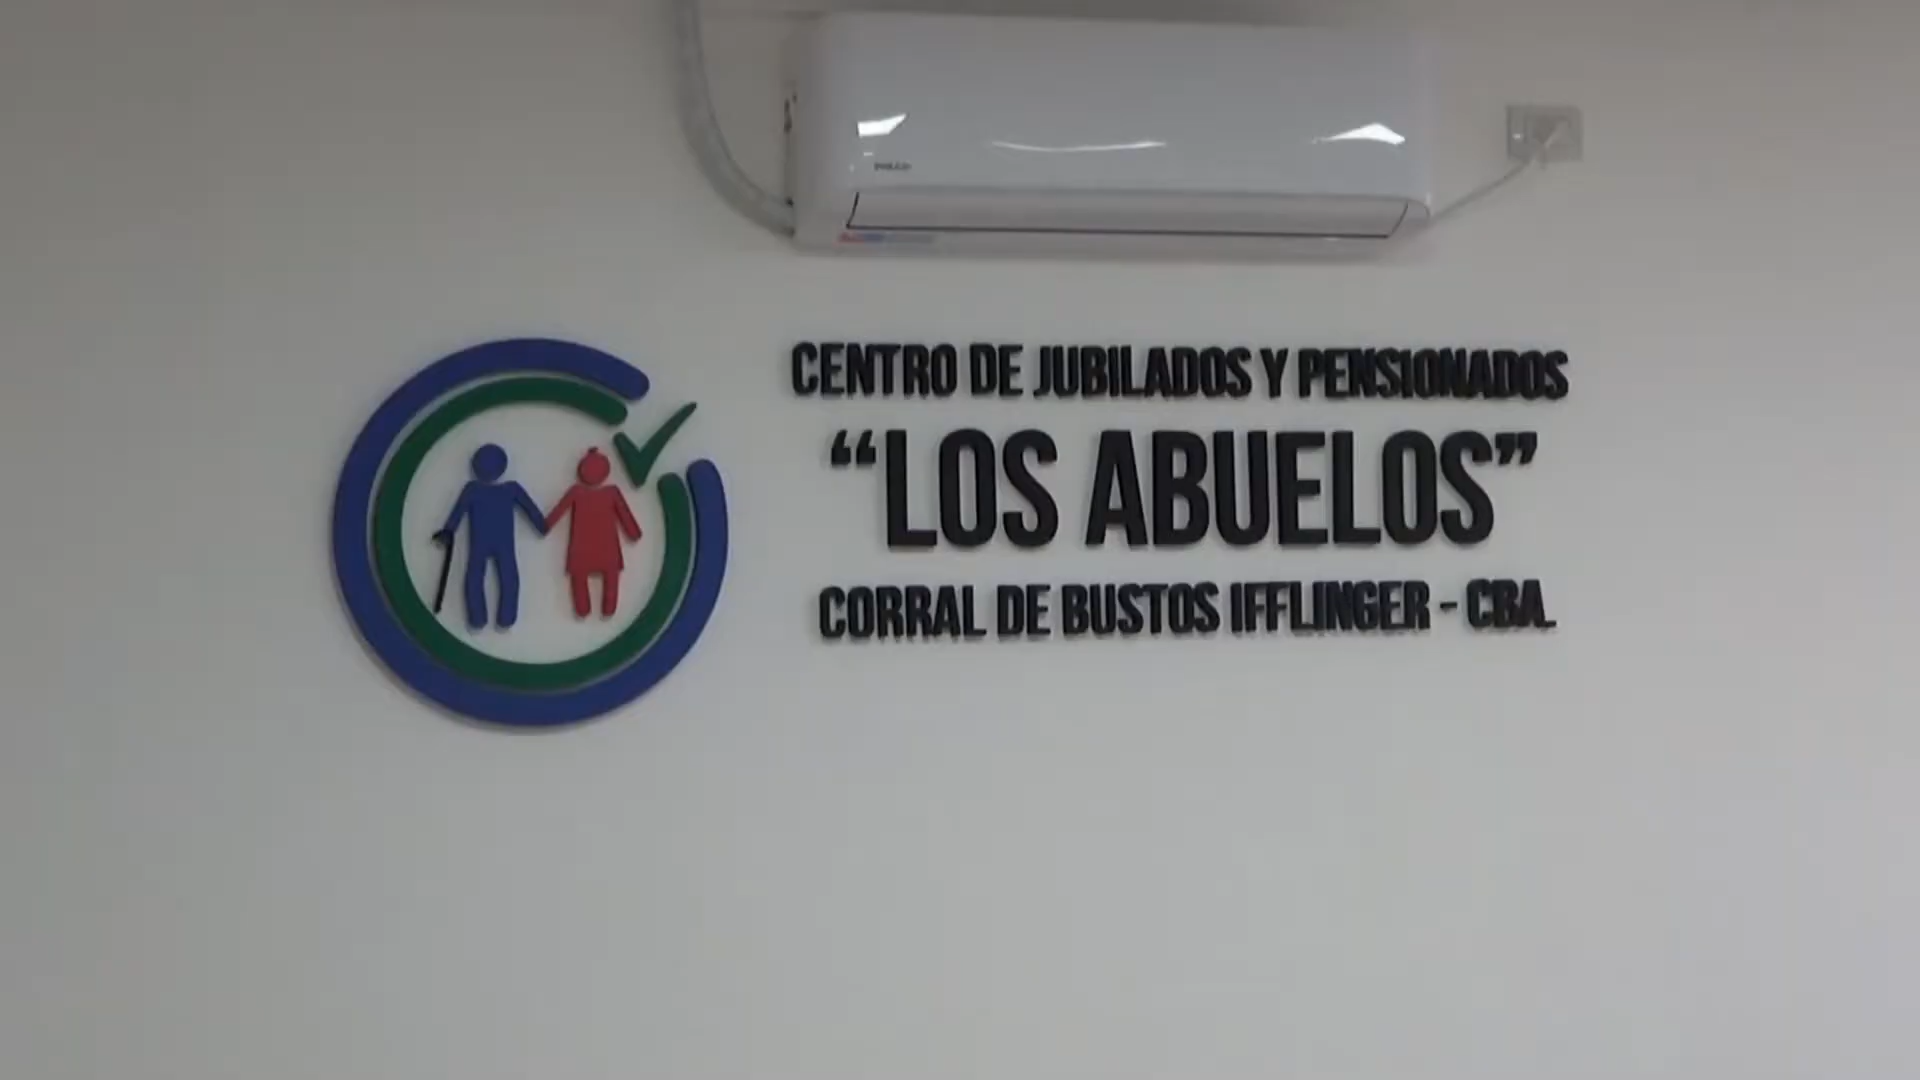 CENTRO DE JUBILADOS Y PENSIONADOS
“LOS ABUELOS”
CORRAL DE BUSTOS IFFLINGER - CBA.